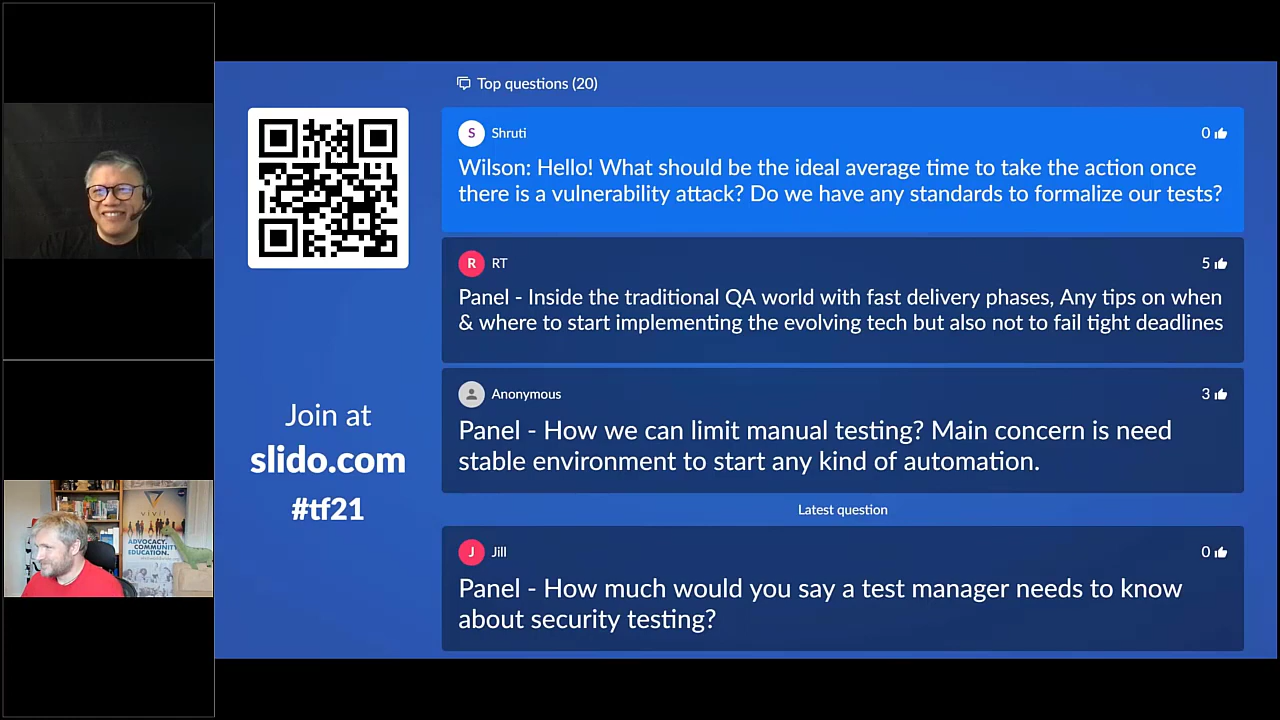 Top questions (20)
S Shruti 0
Wilson: Hello! What should be the ideal average time to take the action once
there is a vulnerability attack? Do we have any standards to formalize our tests?
R RT 5
Panel - Inside the traditional QA world with fast delivery phases, Any tips on when
& where to start implementing the evolving tech but also not to fail tight deadlines
Anonymous 3
Panel - How we can limit manual testing? Main concern is need
stable environment to start any kind of automation.
Latest question
J Jill 0
Panel - How much would you say a test manager needs to know
about security testing?
Join at
slido.com
#tf21
VIVIT
ADVOCACY.
COMMUNITY.
EDUCATION.